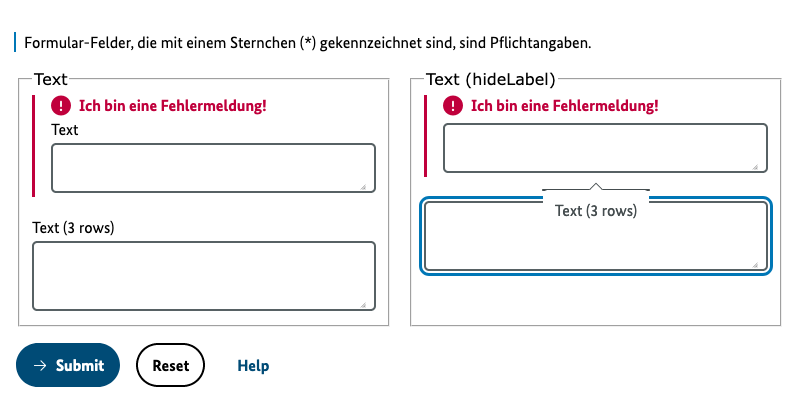 Formular-Felder, die mit einem Sternchen (*) gekennzeichnet sind, sind Pflichtangaben.
Text
Ich bin eine Fehlermeldung!
Text
Text (3 rows)
Text (hideLabel)
Ich bin eine Fehlermeldung!
Text (3 rows)
→ Submit
Reset
Help